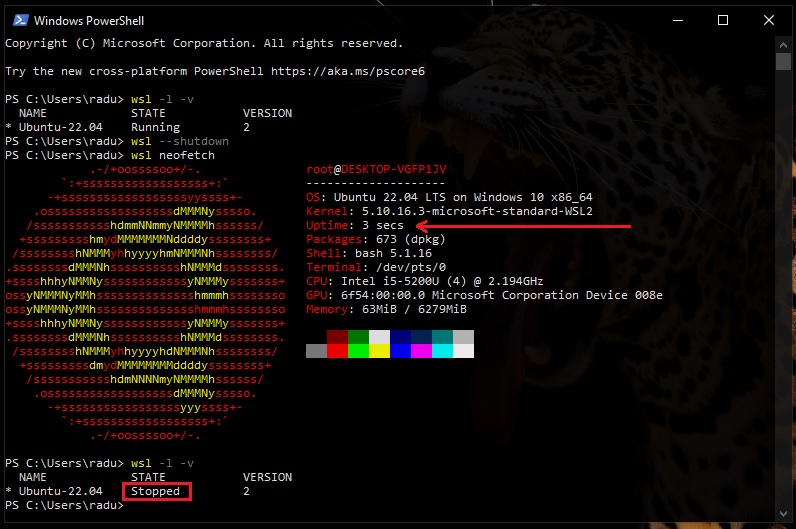 Windows PowerShell
Copyright (C) Microsoft Corporation. All rights reserved.
Try the new cross-platform PowerShell https://aka.ms/pscore6
PS C:\Users\radu> wsl -l -v
NAME STATE VERSION
* Ubuntu-22.04 Running 2
PS C:\Users\radu> wsl --shutdown
PS C:\Users\radu> wsl neofetch
.-/+oossssoo+/-. root@DESKTOP-VGFP1JV
`:+ssssssssssssssssss+:` --------------------
-+ssssssssssssssssssyyssss+- OS: Ubuntu 22.04 LTS on Windows 10 x86_64
.ossssssssssssssssssdMMMNysssso. Kernel: 5.10.16.3-microsoft-standard-WSL2
/ssssssssssshdmmNNmmyNMMMMhssssss/ Uptime: 3 secs
+ssssssssshmydMMMMMMMNddddyssssssss+ Packages: 673 (dpkg)
/sssssssshNMMMyhhyyyyhmNMMMNhssssssss/ Shell: bash 5.1.16
.ssssssssdMMMNhsssssssssshNMMMdssssssss. Terminal: /dev/pts/0
+sssshhhyNMMNyssssssssssssyNMMMysssssss+ CPU: Intel i5-5200U (4) @ 2.194GHz
ossyNMMMNyMMhsssssssssssssshmmmhssssssso GPU: 6f54:00:00.0 Microsoft Corporation Device 008e
ossyNMMMNyMMhsssssssssssssshmmmhssssssso Memory: 63MiB / 6279MiB
+sssshhhyNMMNyssssssssssssyNMMMysssssss+
.ssssssssdMMMNhsssssssssshNMMMdssssssss.
/sssssssshNMMMyhhyyyyhdNMMMNhssssssss/
+sssssssssdmydMMMMMMMMddddyssssssss+
/ssssssssssshdmNNNNmyNMMMMhssssss/
.ossssssssssssssssssdMMMNysssso.
-+sssssssssssssssssyyyssss+-
`:+ssssssssssssssssss+:`
.-/+oossssoo+/-.
PS C:\Users\radu> wsl -l -v
NAME STATE VERSION
* Ubuntu-22.04 Stopped 2
PS C:\Users\radu>